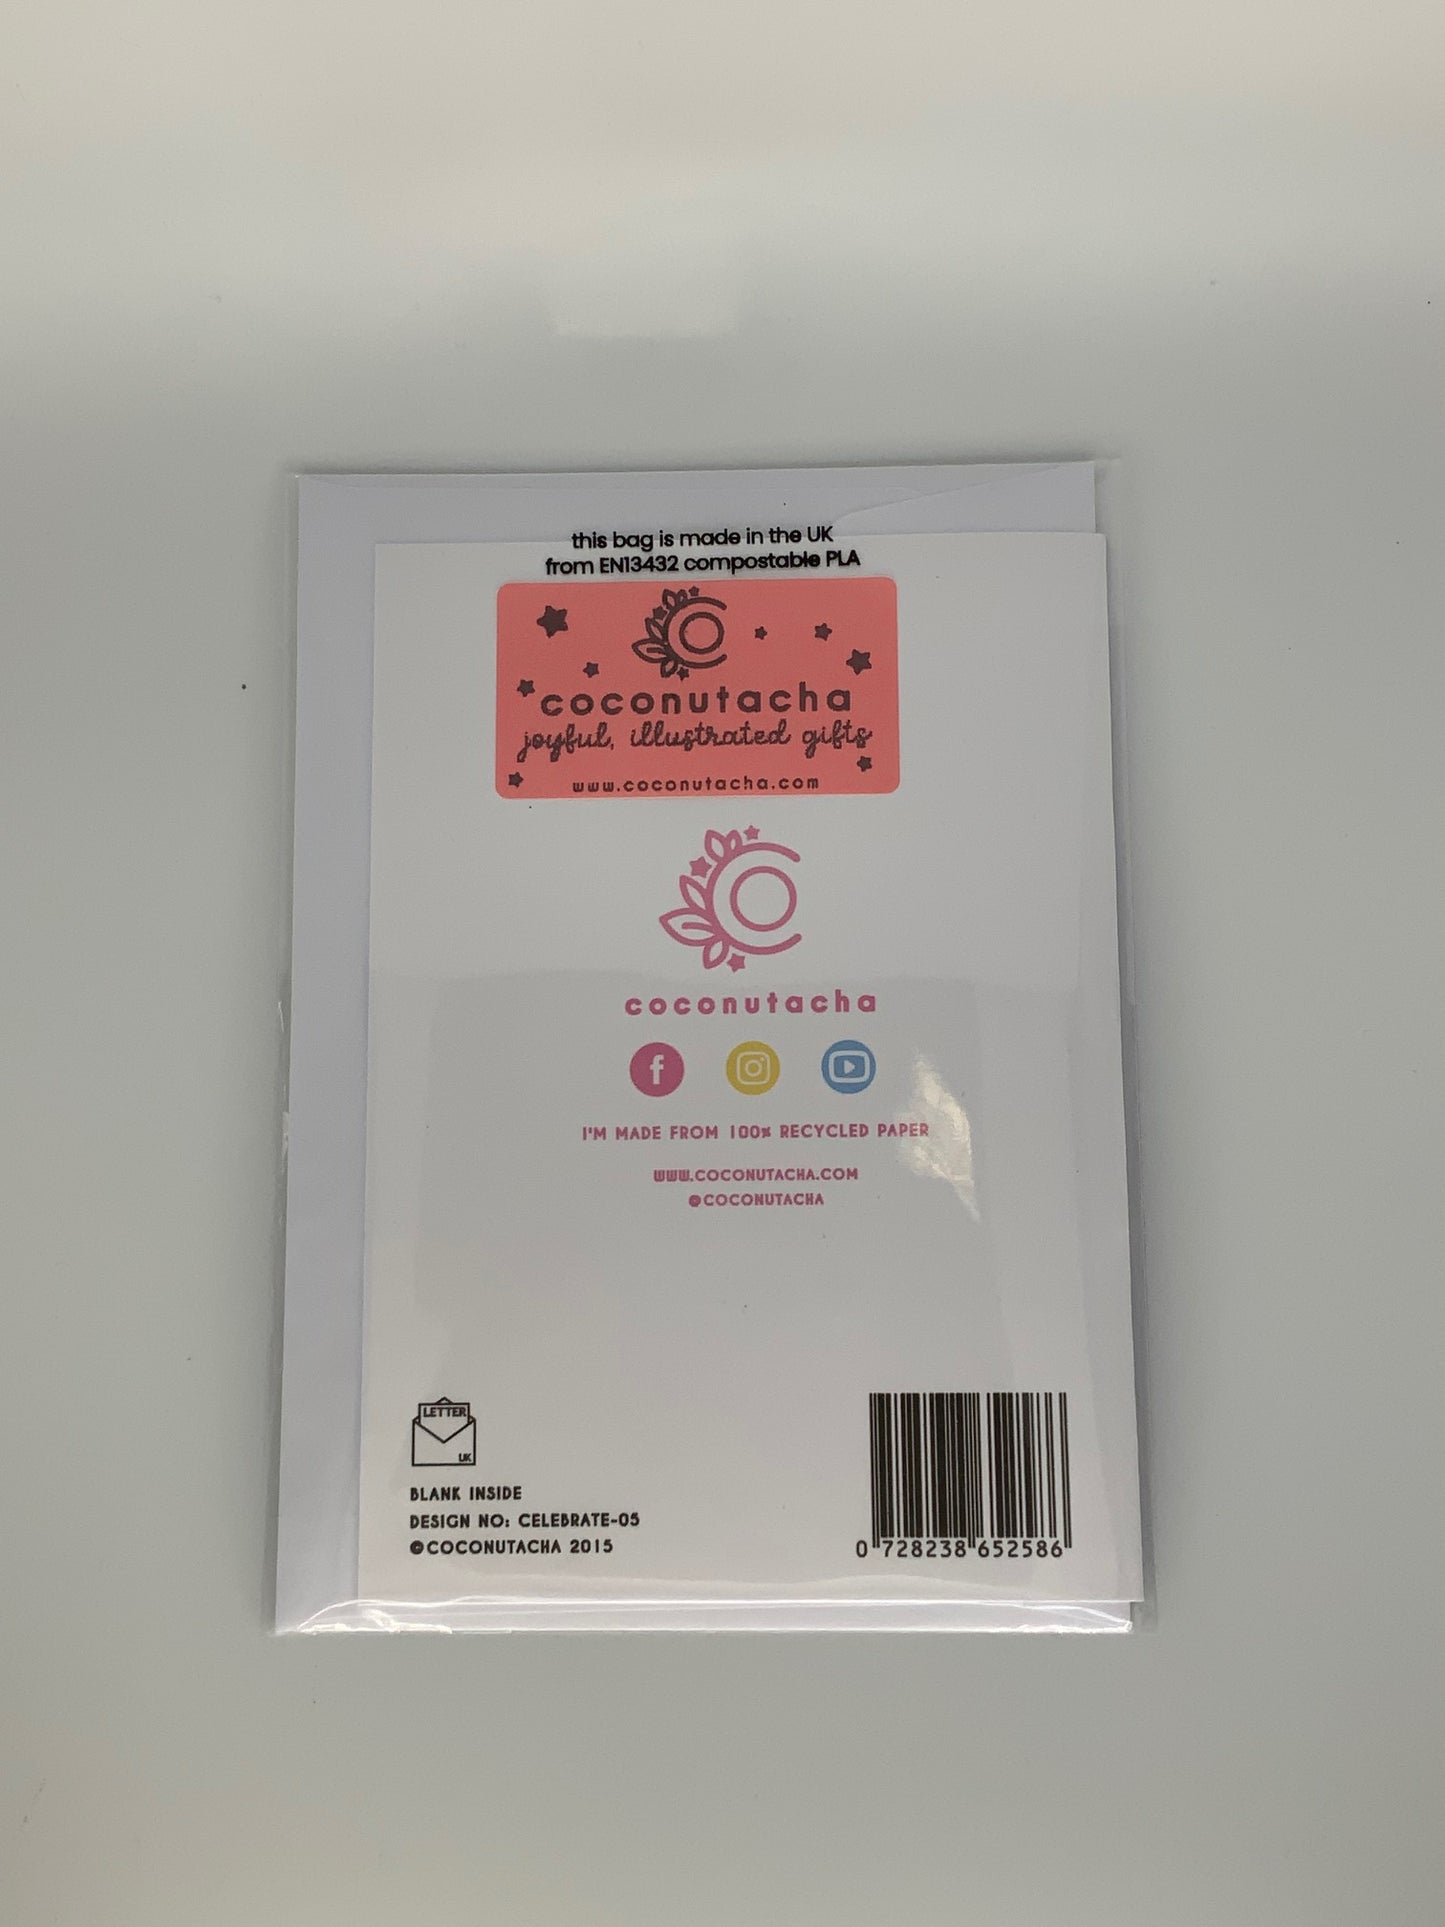 this bag is made in the UK
from EN13432 compostable PLA
coconutacha
joyful, illustrated gifts
www.coconutacha.com
coconutacha
I'M MADE FROM 100% RECYCLED PAPER
WWW.COCONUTACHA.COM
@COCONUTACHA
LETTER
UK
BLANK INSIDE
DESIGN NO: CELEBRATE-05
©COCONUTACHA 2015
0 728238 652586